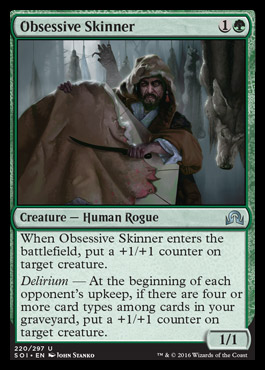 Obsessive Skinner 1
Creature — Human Rogue
When Obsessive Skinner enters the
battlefield, put a +1/+1 counter on
target creature.
Delirium — At the beginning of each
opponent's upkeep, if there are four or
more card types among cards in your
graveyard, put a +1/+1 counter on
target creature.
1/1
220/297 U
SOI • EN John Stanko
™ & © 2016 Wizards of the Coast